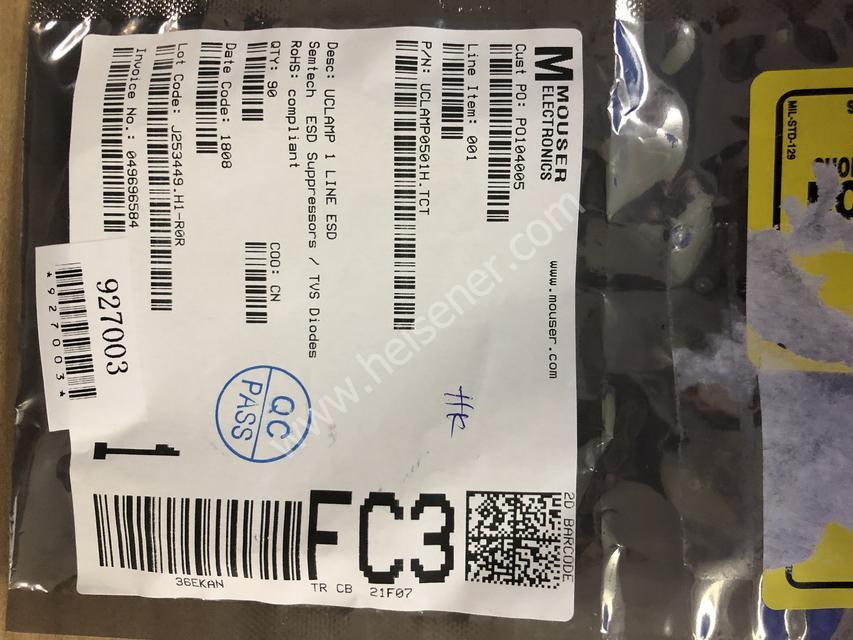 MOUSER
ELECTRONICS
www.mouser.com
Cust PO: PO104005
Line Item: 001
P/N: UCLAMP0501H.TCT
Desc: UCLAMP 1 LINE ESD
Semtech ESD Suppressors / TVS Diodes
RoHS: compliant
QTY: 90
COO: CN
Date Code: 1808
Lot Code: J253449.H1-R0R
Invoice No.: 049696584
927003
*927003*
QC
PASS
1
FC3
2D BARCODE
36EKAN
TR CB 21F07
MIL-STD-129
www.heisener.com